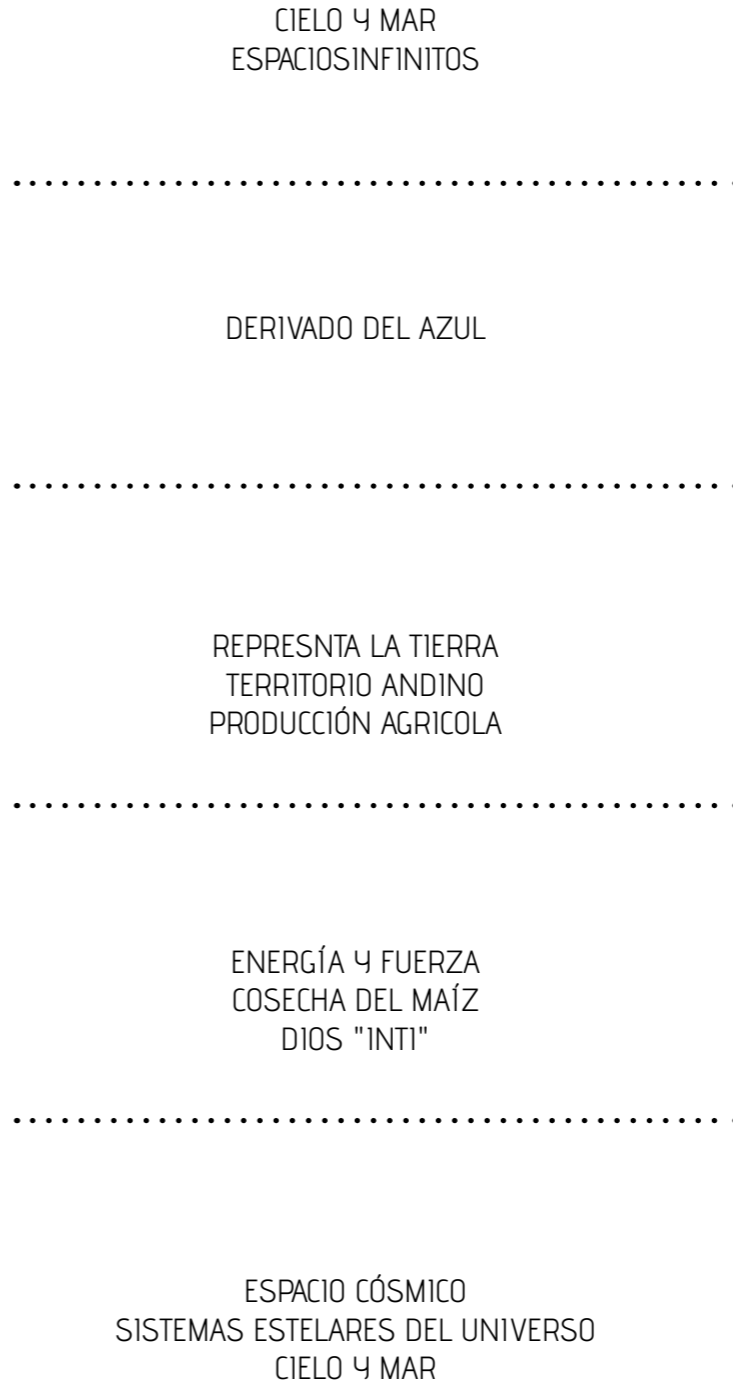 CIELO Y MAR
ESPACIOSINFINITOS
DERIVADO DEL AZUL
REPRESNTA LA TIERRA
TERRITORIO ANDINO
PRODUCCIÓN AGRICOLA
ENERGÍA Y FUERZA
COSECHA DEL MAÍZ
DIOS "INTI"
ESPACIO CÓSMICO
SISTEMAS ESTELARES DEL UNIVERSO
CIELO Y MAR